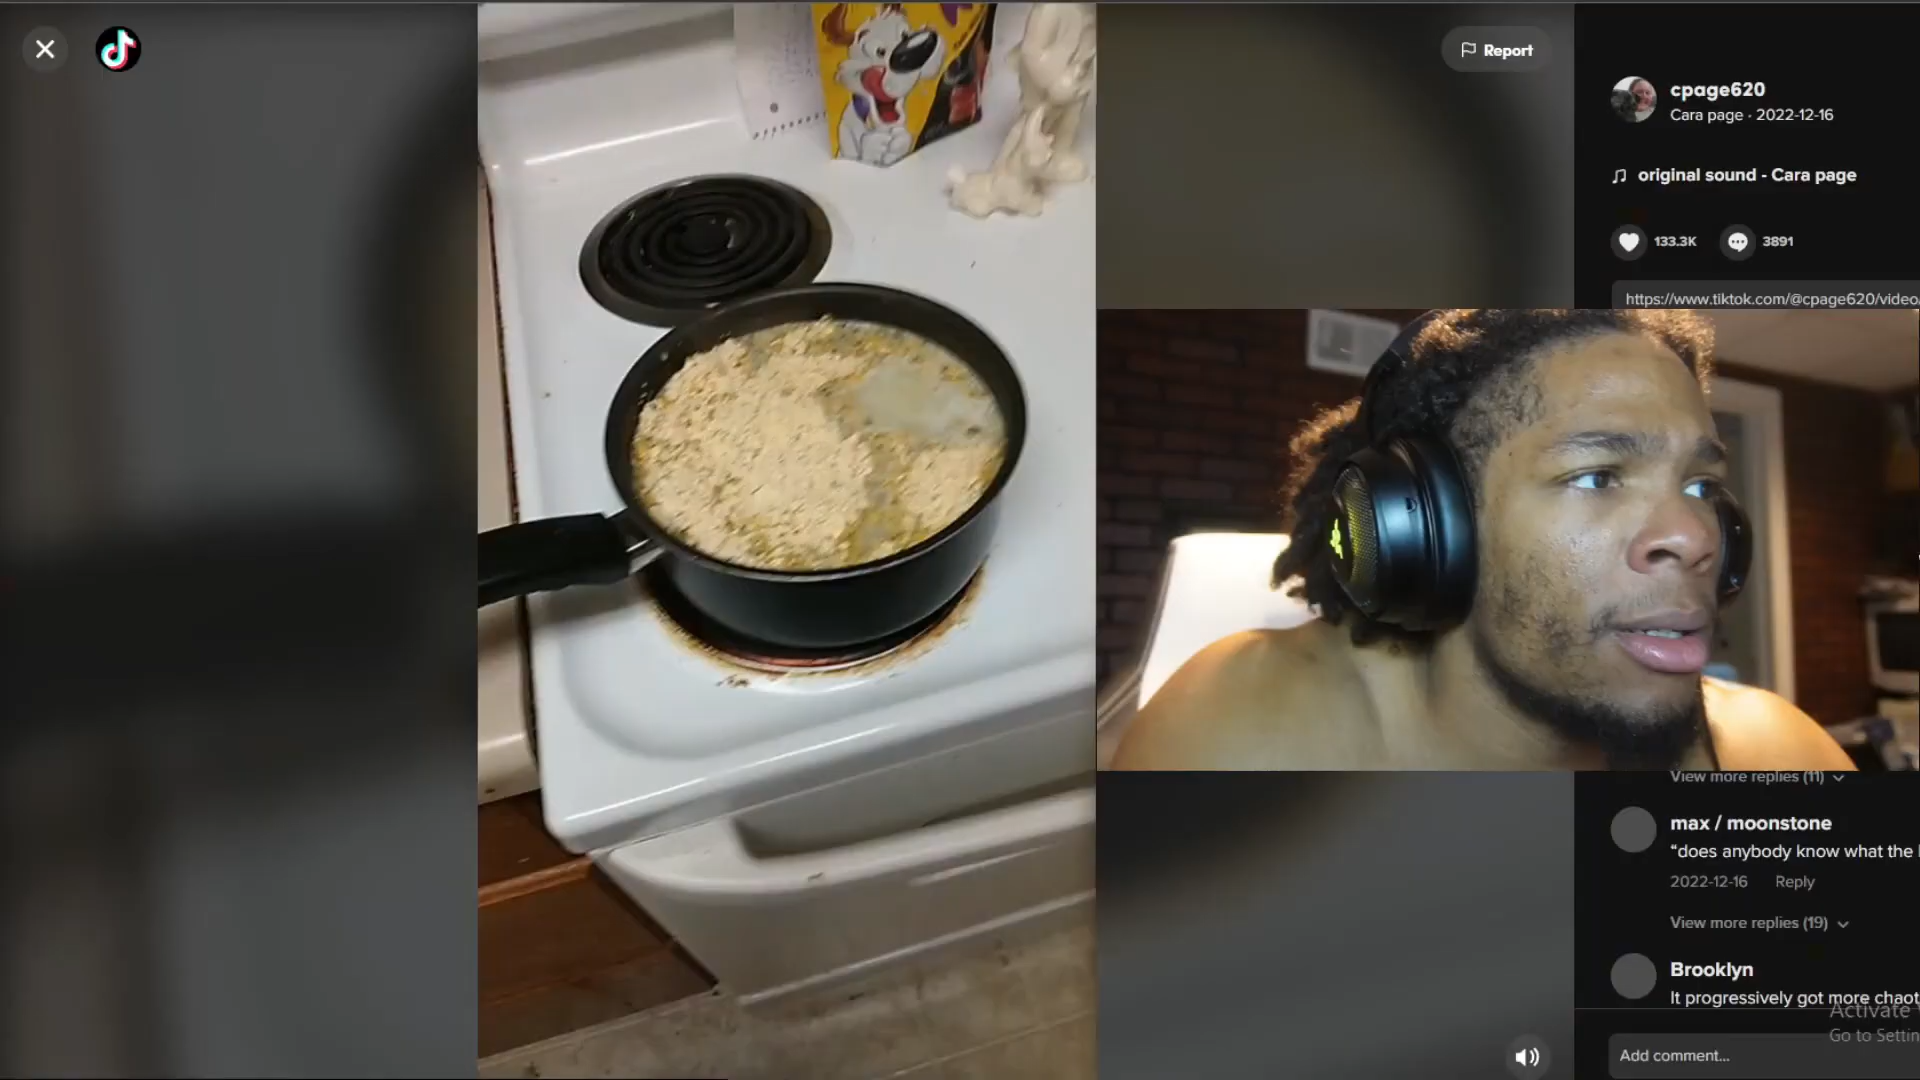 Report
cpage620
Cara page · 2022-12-16
original sound - Cara page
133.3K
3891
https://www.tiktok.com/@cpage620/video/
View more replies (11)
max / moonstone
“does anybody know what the
2022-12-16 Reply
View more replies (19)
Brooklyn
It progressively got more chaot
Activate
Go to Settin
Add comment...